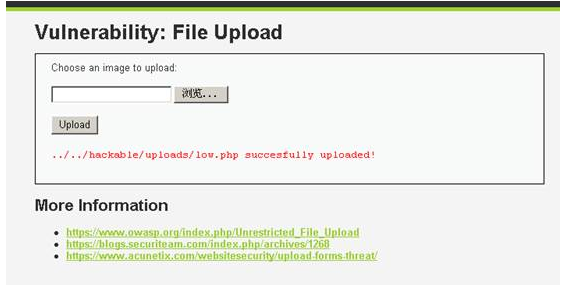 Vulnerability: File Upload
Choose an image to upload:
浏览...
Upload
../../hackable/uploads/low.php succesfully uploaded!
More Information
https://www.owasp.org/index.php/Unrestricted_File_Upload
https://blogs.securiteam.com/index.php/archives/1268
https://www.acunetix.com/websitesecurity/upload-forms-threat/